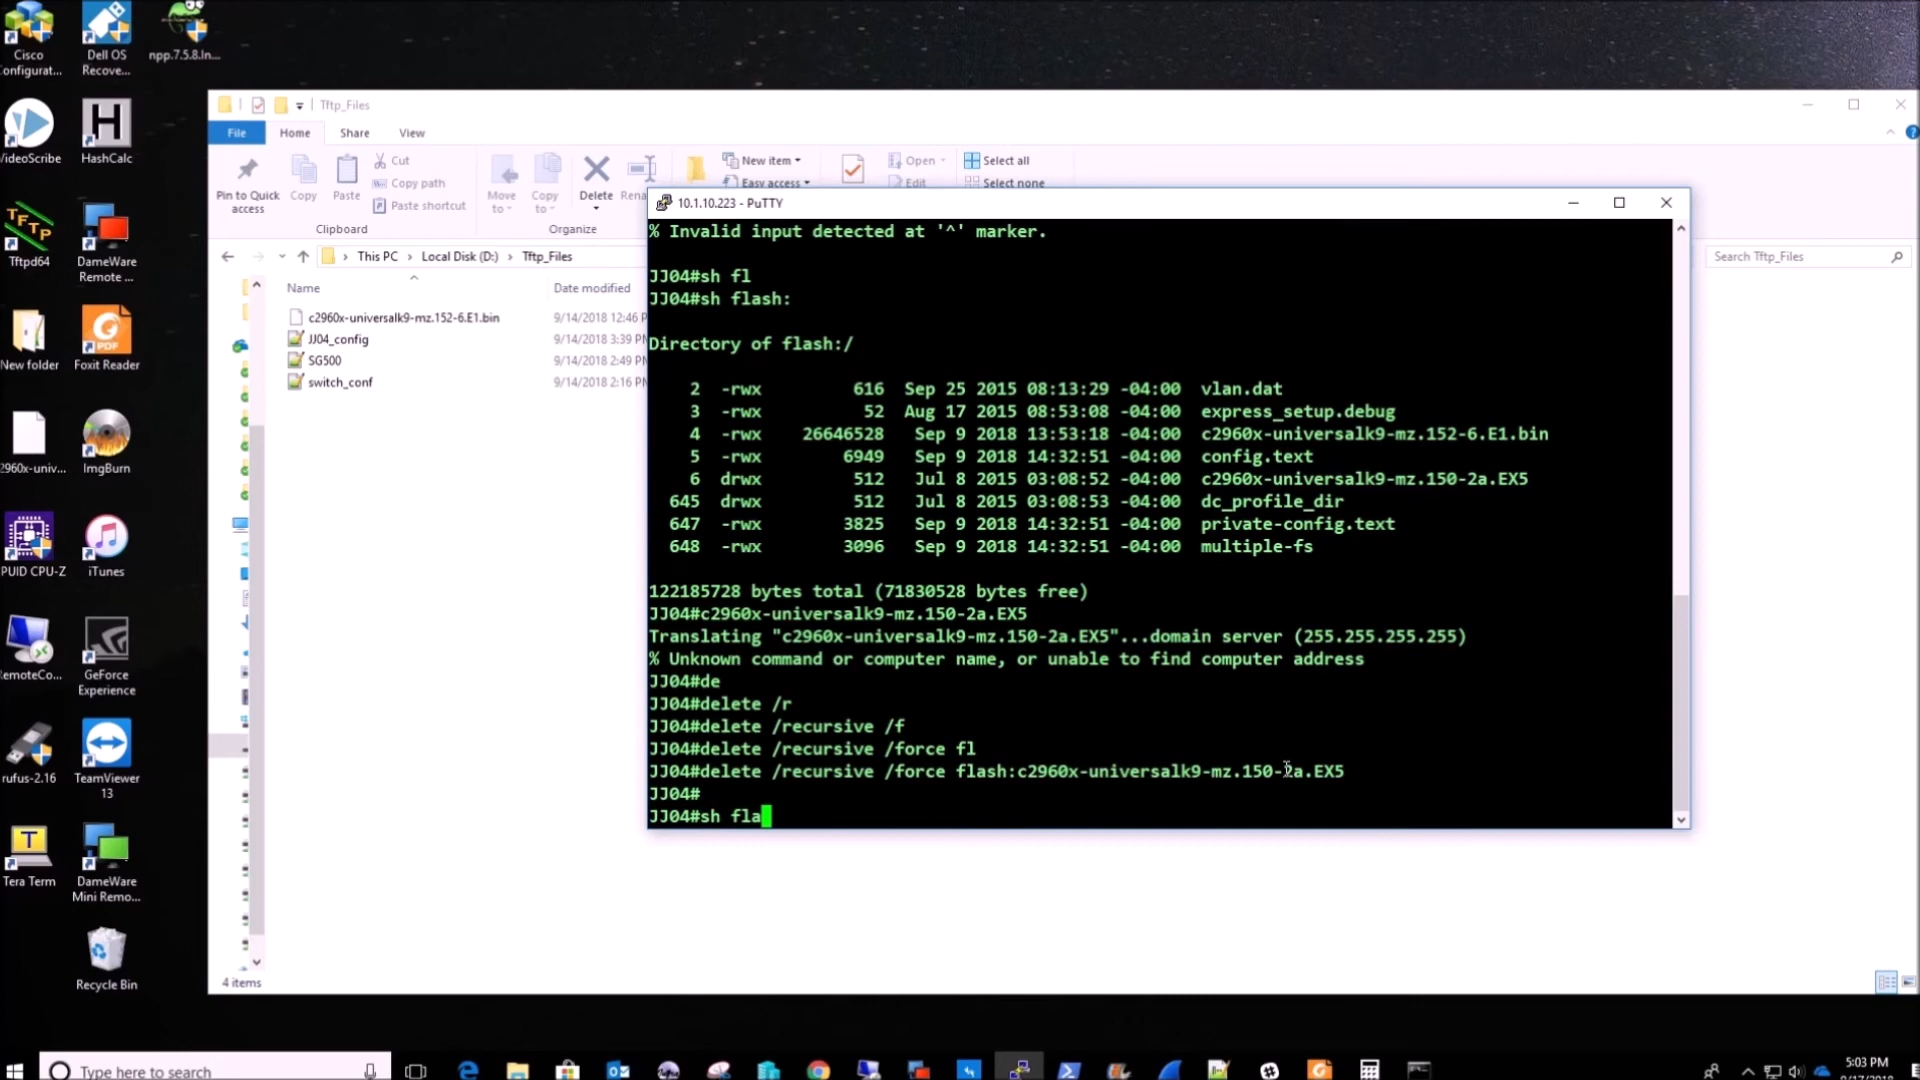 Cisco
Configurat...
Dell OS
Recove...
npp.7.5.8.In...
VideoScribe
HashCalc
Tftpd64
DameWare
Remote ...
New folder
Foxit Reader
ImgBurn
iTunes
GeForce
Experience
rufus-2.16
TeamViewer
13
Tera Term
DameWare
Mini Remo...
Recycle Bin
Tftp_Files
File
Home
Share
View
Pin to Quick
access
Copy
Paste
Cut
Copy path
Paste shortcut
Clipboard
Move
to
Copy
to
Delete
Organize
New item
Easy access
Open
Edit
Select all
Select none
This PC
Local Disk (D:)
Tftp_Files
Search Tftp_Files
Name
Date modified
c2960x-universalk9-mz.152-6.E1.bin
9/14/2018 12:46 P
JJ04_config
9/14/2018 3:39 PM
SG500
9/14/2018 2:49 PM
switch_conf
9/14/2018 2:16 PM
4 items
10.1.10.223 - PuTTY
% Invalid input detected at '^' marker.
JJ04#sh fl
JJ04#sh flash:
Directory of flash:/
2 -rwx 616 Sep 25 2015 08:13:29 -04:00 vlan.dat
3 -rwx 52 Aug 17 2015 08:53:08 -04:00 express_setup.debug
4 -rwx 26646528 Sep 9 2018 13:53:18 -04:00 c2960x-universalk9-mz.152-6.E1.bin
5 -rwx 6949 Sep 9 2018 14:32:51 -04:00 config.text
6 drwx 512 Jul 8 2015 03:08:52 -04:00 c2960x-universalk9-mz.150-2a.EX5
645 drwx 512 Jul 8 2015 03:08:53 -04:00 dc_profile_dir
647 -rwx 3825 Sep 9 2018 14:32:51 -04:00 private-config.text
648 -rwx 3096 Sep 9 2018 14:32:51 -04:00 multiple-fs
122185728 bytes total (71830528 bytes free)
JJ04#c2960x-universalk9-mz.150-2a.EX5
Translating "c2960x-universalk9-mz.150-2a.EX5"...domain server (255.255.255.255)
% Unknown command or computer name, or unable to find computer address
JJ04#de
JJ04#delete /r
JJ04#delete /recursive /f
JJ04#delete /recursive /force fl
JJ04#delete /recursive /force flash:c2960x-universalk9-mz.150-2a.EX5
JJ04#
JJ04#sh fla
Type here to search
5:03 PM